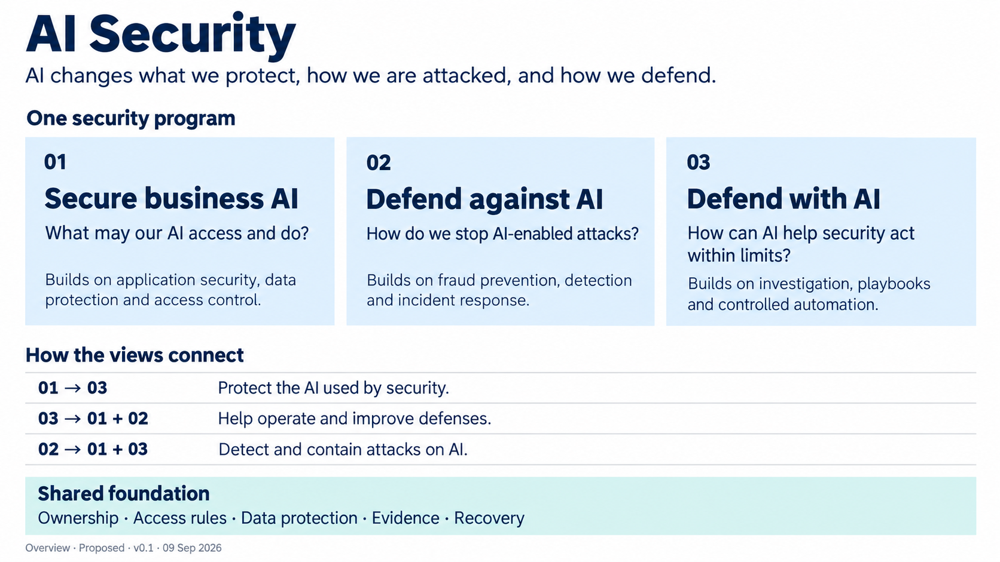 AI Security
AI changes what we protect, how we are attacked, and how we defend.
One security program
01
Secure business AI
What may our AI access and do?
Builds on application security, data
protection and access control.
02
Defend against AI
How do we stop AI-enabled attacks?
Builds on fraud prevention, detection
and incident response.
03
Defend with AI
How can AI help security act
within limits?
Builds on investigation, playbooks
and controlled automation.
How the views connect
01 → 03 Protect the AI used by security.
03 → 01 + 02 Help operate and improve defenses.
02 → 01 + 03 Detect and contain attacks on AI.
Shared foundation
Ownership · Access rules · Data protection · Evidence · Recovery
Overview · Proposed · v0.1 · 09 Sep 2026